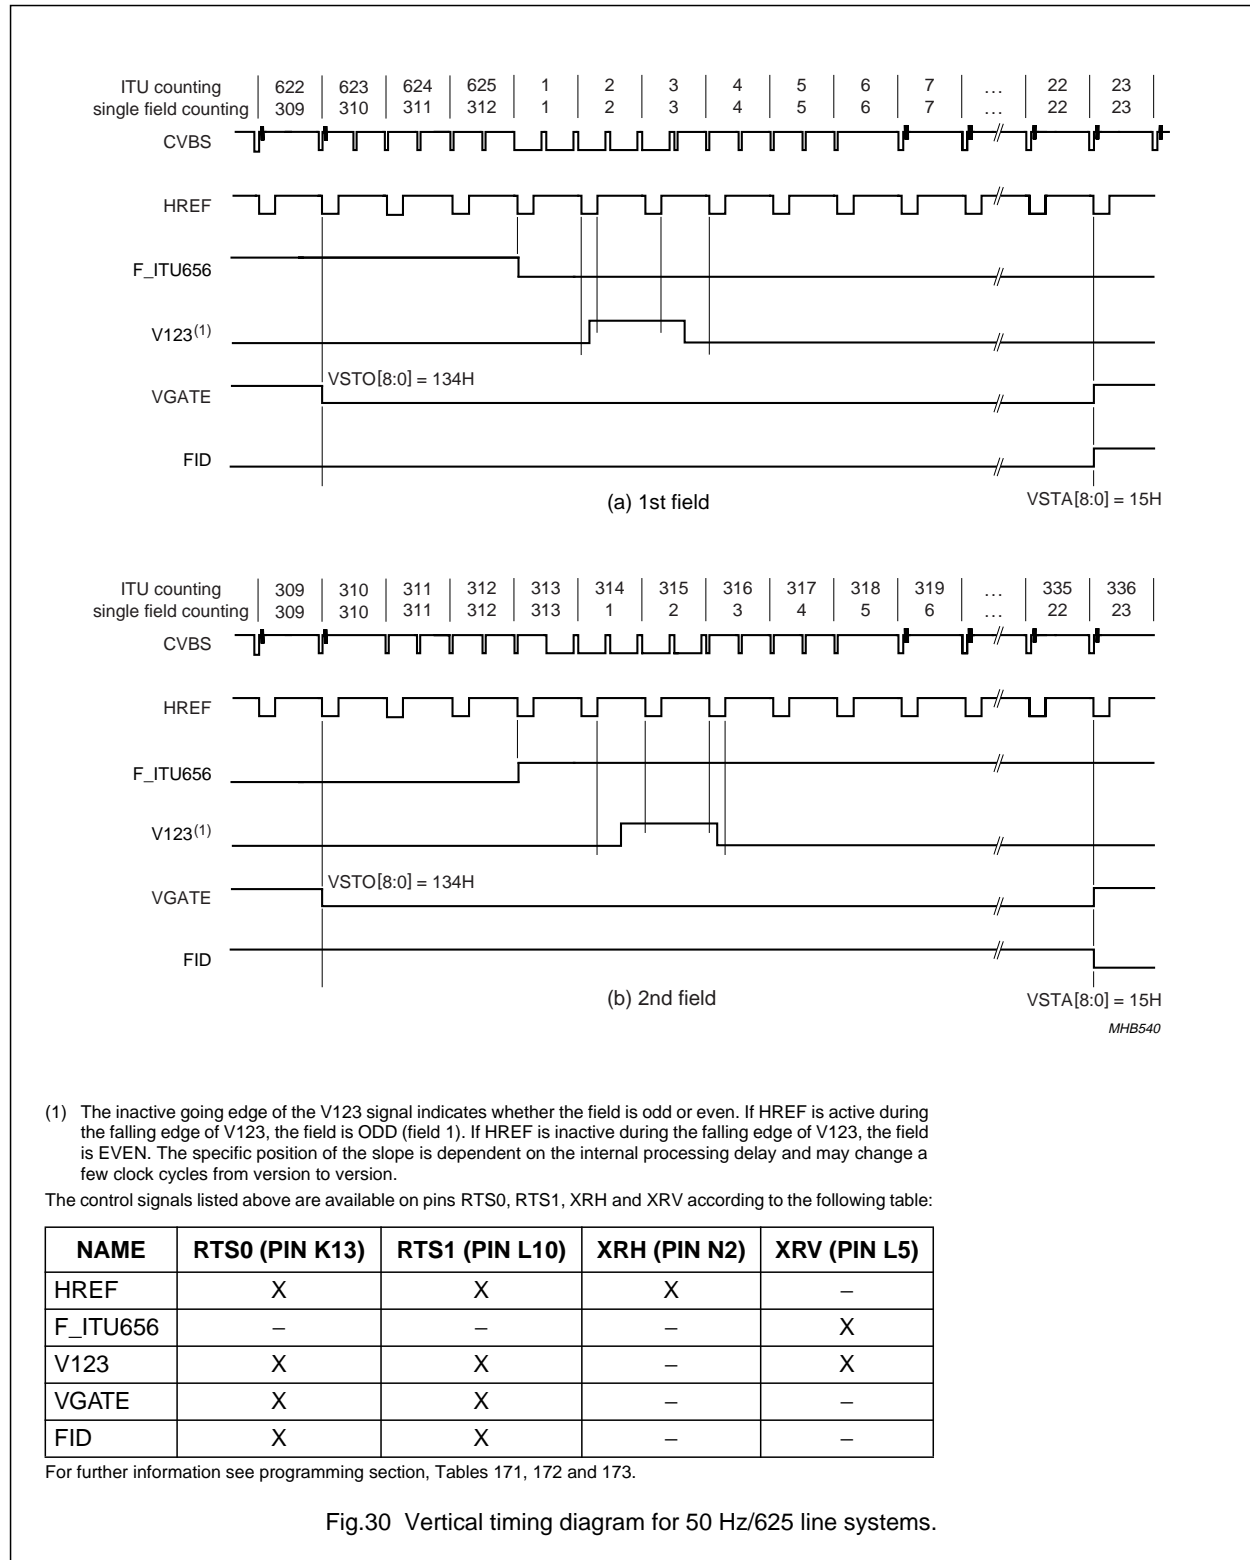 ITU counting 622 623 624 625 1 2 3 4 5 6 7 ... 22 23
single field counting 309 310 311 312 1 2 3 4 5 6 7 ... 22 23
CVBS
HREF
F_ITU656
V123(1)
VSTO[8:0] = 134H
VGATE
FID
(a) 1st field
VSTA[8:0] = 15H
ITU counting 309 310 311 312 313 314 315 316 317 318 319 ... 335 336
single field counting 309 310 311 312 313 1 2 3 4 5 6 ... 22 23
CVBS
HREF
F_ITU656
V123(1)
VSTO[8:0] = 134H
VGATE
FID
(b) 2nd field
VSTA[8:0] = 15H
MHB540
(1) The inactive going edge of the V123 signal indicates whether the field is odd or even. If HREF is active during
the falling edge of V123, the field is ODD (field 1). If HREF is inactive during the falling edge of V123, the field
is EVEN. The specific position of the slope is dependent on the internal processing delay and may change a
few clock cycles from version to version.
The control signals listed above are available on pins RTS0, RTS1, XRH and XRV according to the following table:
NAME RTS0 (PIN K13) RTS1 (PIN L10) XRH (PIN N2) XRV (PIN L5)
HREF X X X –
F_ITU656 – – – X
V123 X X – X
VGATE X X – –
FID X X – –
For further information see programming section, Tables 171, 172 and 173.
Fig.30 Vertical timing diagram for 50 Hz/625 line systems.